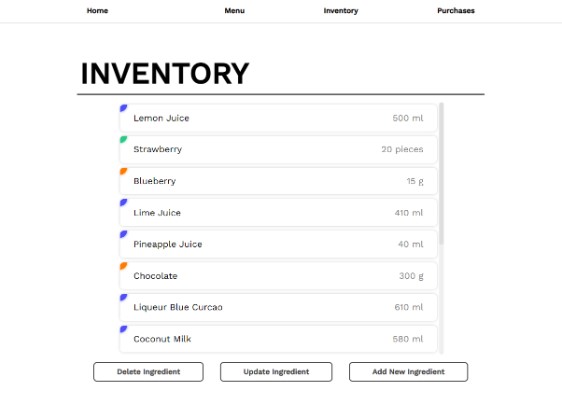 Home Menu Inventory Purchases
INVENTORY
Lemon Juice 500 ml
Strawberry 20 pieces
Blueberry 15 g
Lime Juice 410 ml
Pineapple Juice 40 ml
Chocolate 300 g
Liqueur Blue Curcao 610 ml
Coconut Milk 580 ml
Delete Ingredient Update Ingredient Add New Ingredient